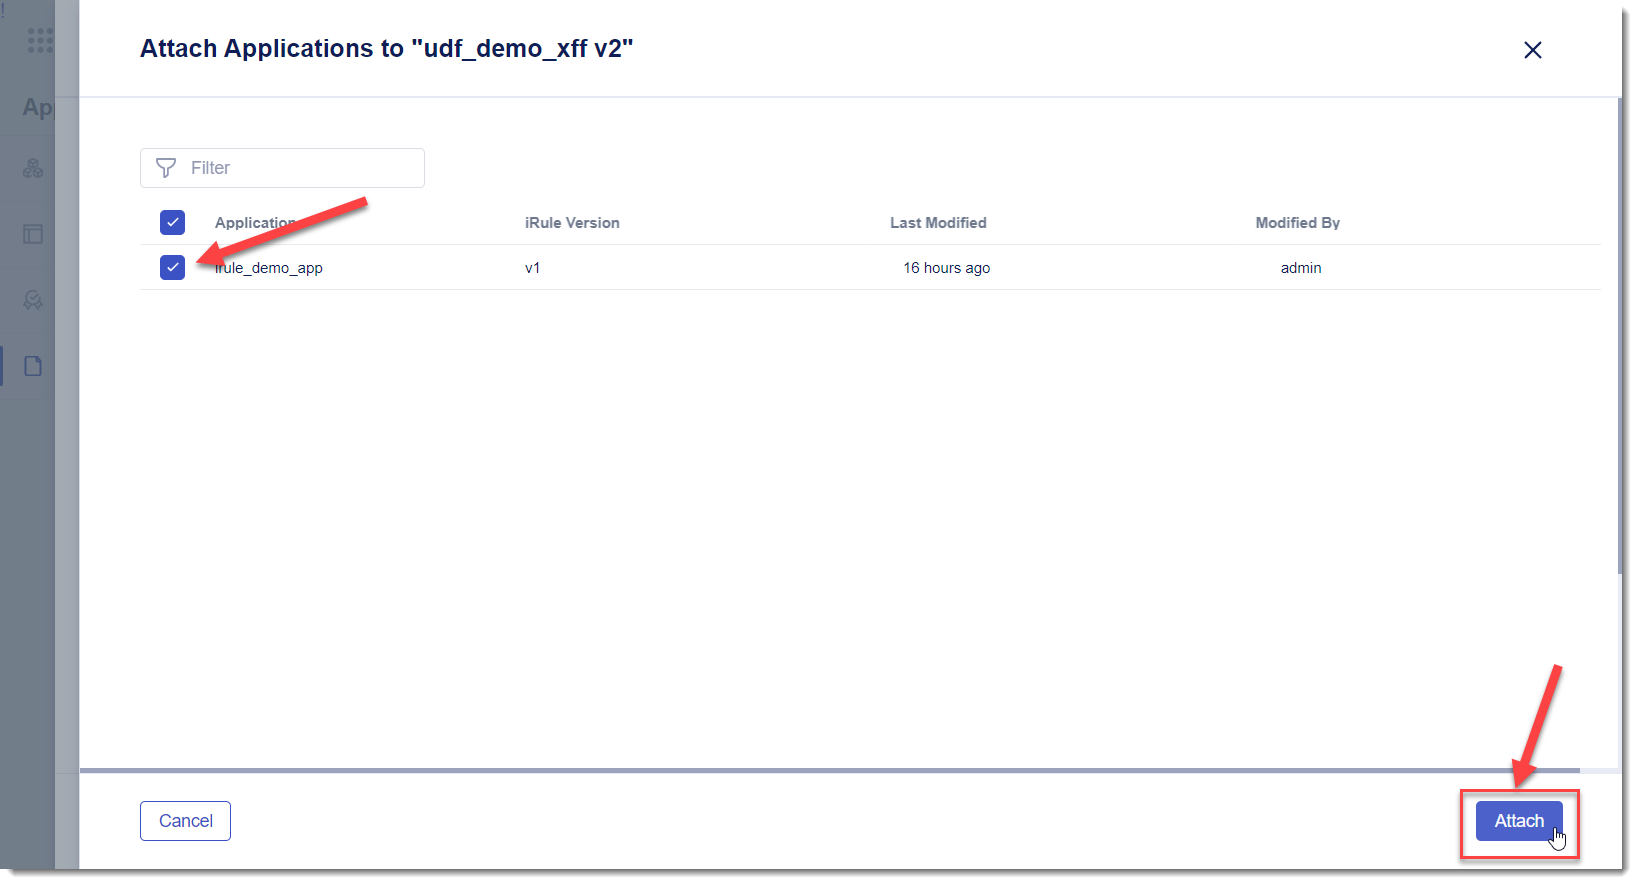 !
Attach Applications to "udf_demo_xff v2"
Ap
Filter
Application iRule Version Last Modified Modified By
irule_demo_app v1 16 hours ago admin
Cancel Attach